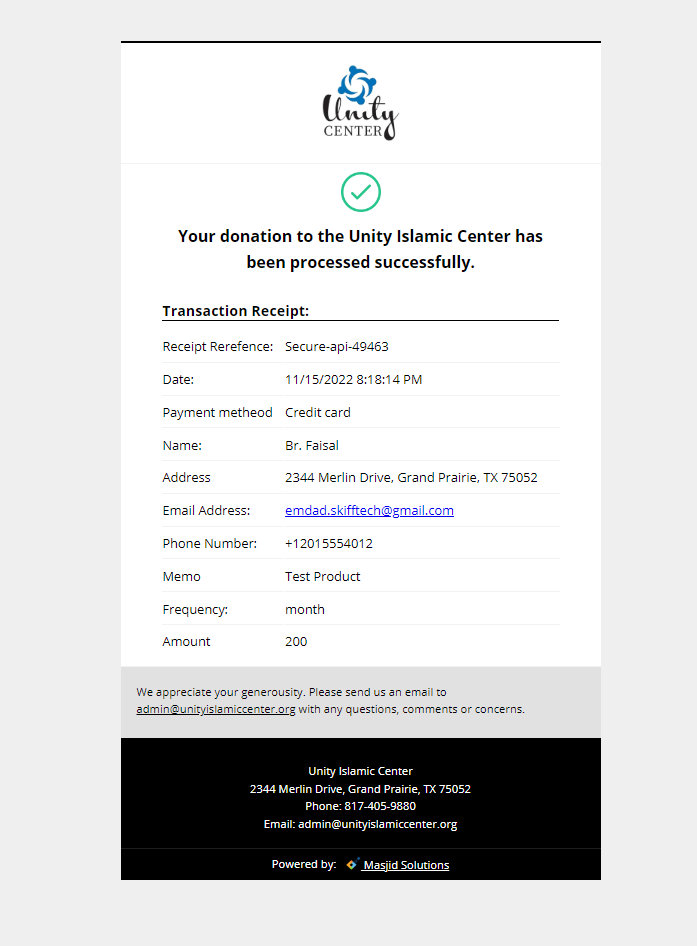 Unity
CENTER
Your donation to the Unity Islamic Center has
been processed successfully.
Transaction Receipt:
Receipt Rerefence: Secure-api-49463
Date: 11/15/2022 8:18:14 PM
Payment metheod Credit card
Name: Br. Faisal
Address 2344 Merlin Drive, Grand Prairie, TX 75052
Email Address: emdad.skifftech@gmail.com
Phone Number: +12015554012
Memo Test Product
Frequency: month
Amount 200
We appreciate your generousity. Please send us an email to
admin@unityislamiccenter.org with any questions, comments or concerns.
Unity Islamic Center
2344 Merlin Drive, Grand Prairie, TX 75052
Phone: 817-405-9880
Email: admin@unityislamiccenter.org
Powered by: Masjid Solutions